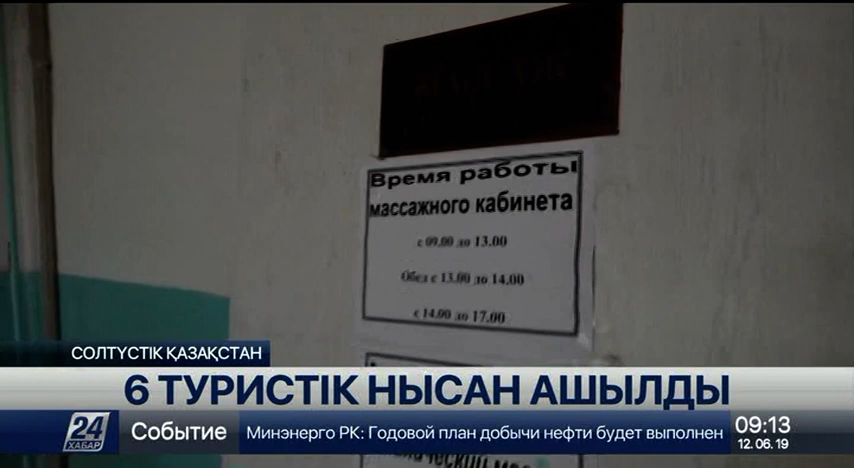 Время работы
массажного кабинета
с 09.00 до 13.00
Обед с 13.00 до 14.00
с 14.00 до 17.00
СОЛТҮСТІК ҚАЗАҚСТАН
6 ТУРИСТІК НЫСАН АШЫЛДЫ
24
ХАБАР
Событие
Минэнерго РК: Годовой план добычи нефти будет выполнен
09:13
12.06.19